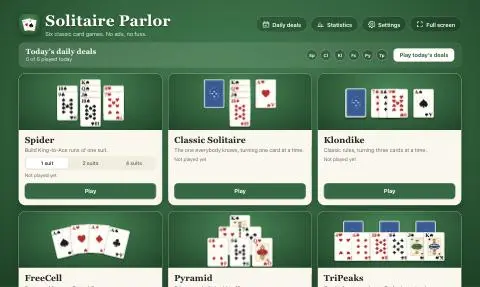 Solitaire Parlor
Six classic card games. No ads, no fuss.
Daily deals
Statistics
Settings
Full screen
Today's daily deals
0 of 6 played today
Sp
Cl
Kl
Fc
Py
Tp
Play today's deals
Spider
Build King-to-Ace runs of one suit.
1 suit
2 suits
4 suits
Not played yet
Play
Classic Solitaire
The one everybody knows, turning one card at a time.
Not played yet
Play
Klondike
Classic rules, turning three cards at a time.
Not played yet
Play
FreeCell
Pyramid
TriPeaks